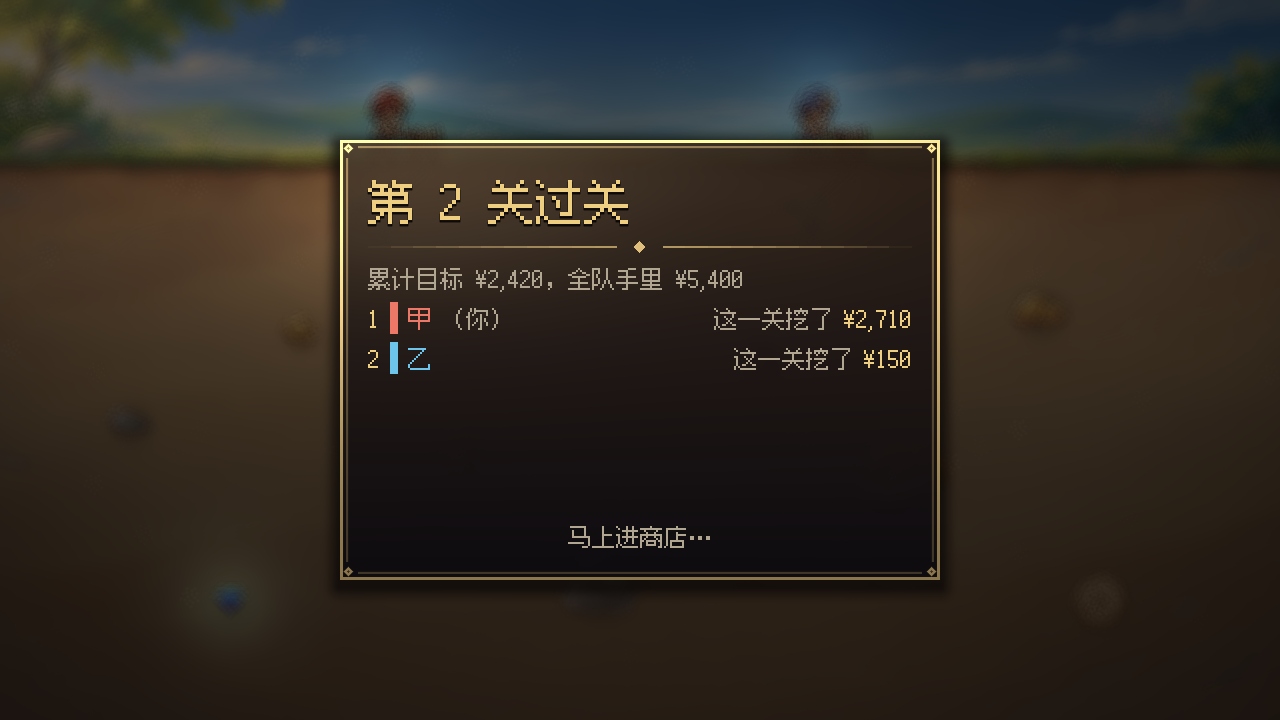 第 2 关过关
累计目标 ¥2,420，全队手里 ¥5,400
1 甲 （你） 这一关挖了 ¥2,710
2 乙 这一关挖了 ¥150
马上进商店…